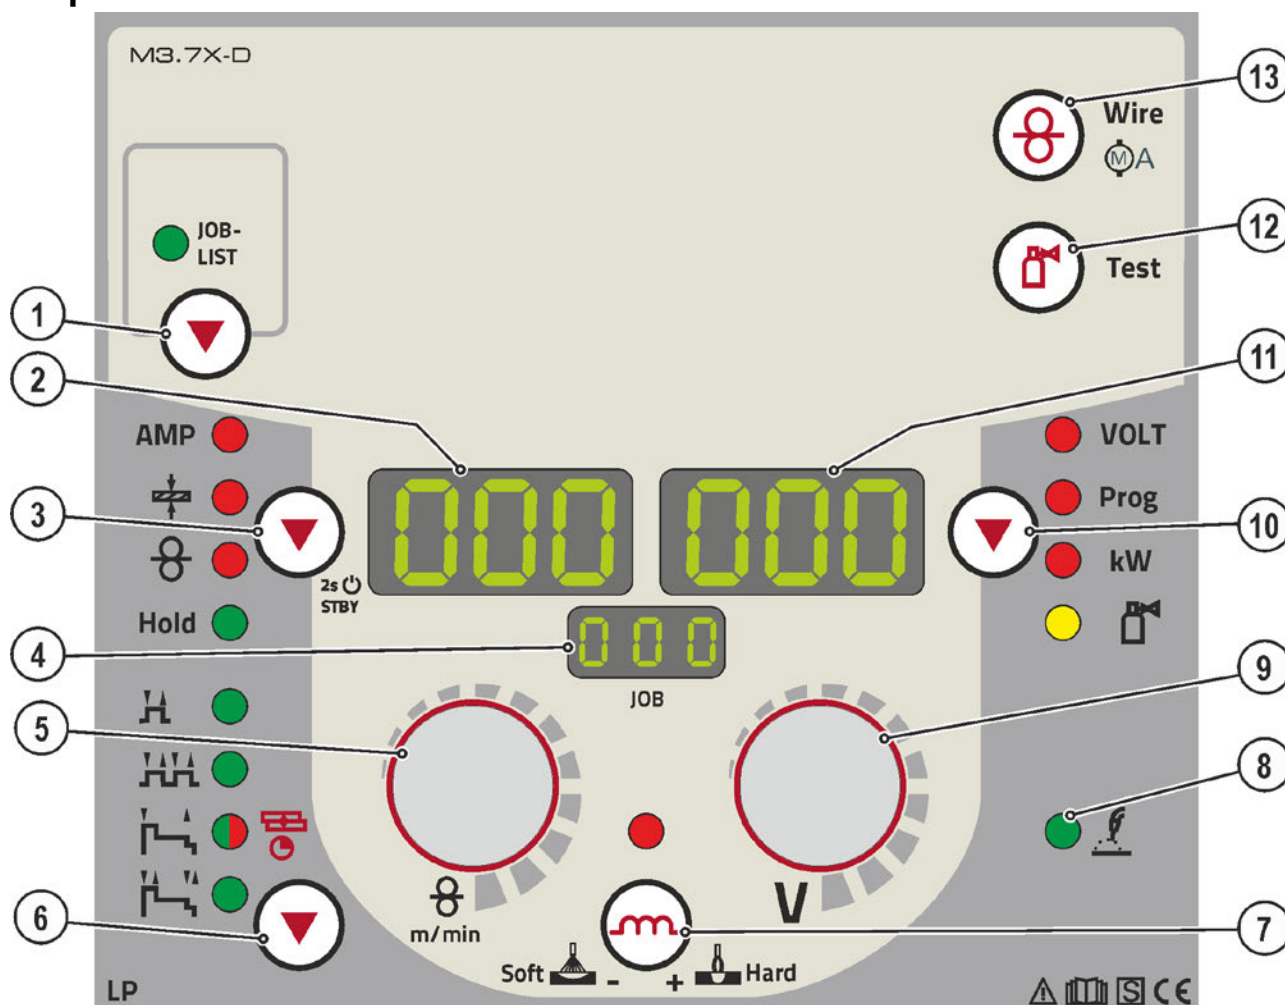 M3.7X-D
13
Wire
M A
12
Test
JOB-
LIST
1
2
11
AMP
VOLT
Prog
3
10
kW
2s
STBY
Hold
000
000
000
JOB
4
9
5
8
6
m/min
V
7
Soft
-
+
Hard
LP
S CE